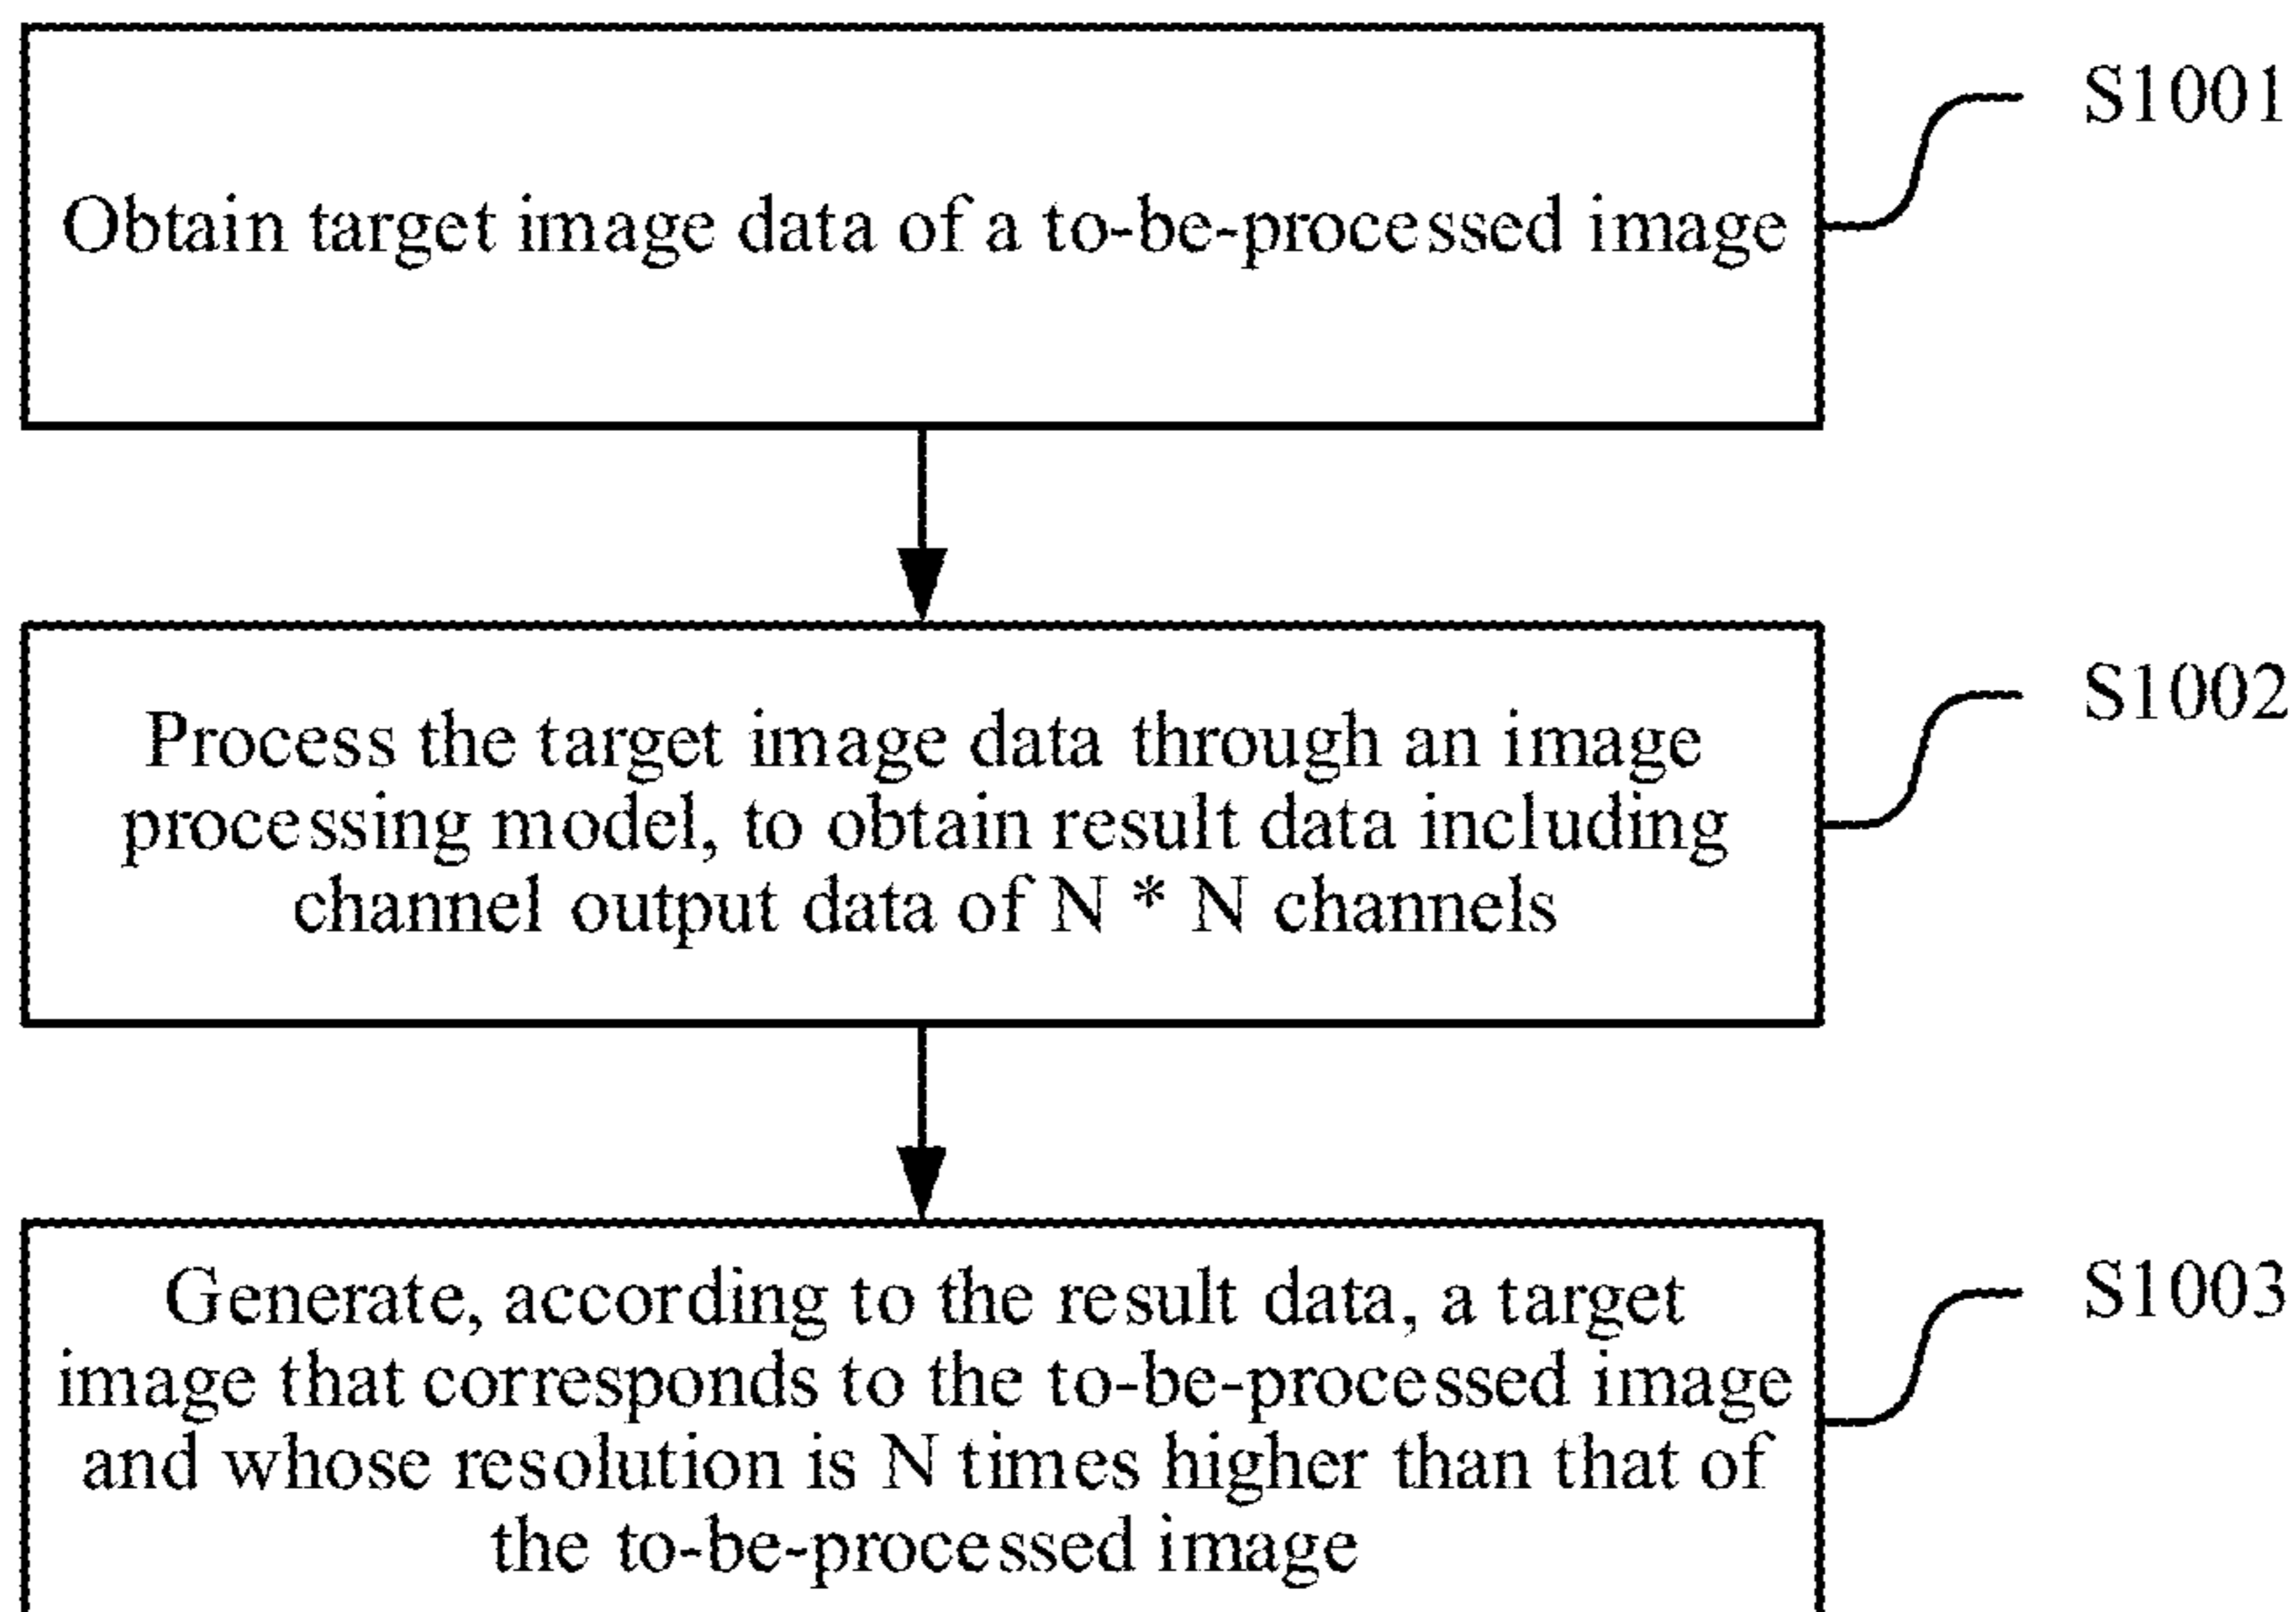 S1001
Obtain target image data of a to-be-processed image
S1002
Process the target image data through an image
processing model, to obtain result data including
channel output data of N * N channels
S1003
Generate, according to the result data, a target
image that corresponds to the to-be-processed image
and whose resolution is N times higher than that of
the to-be-processed image